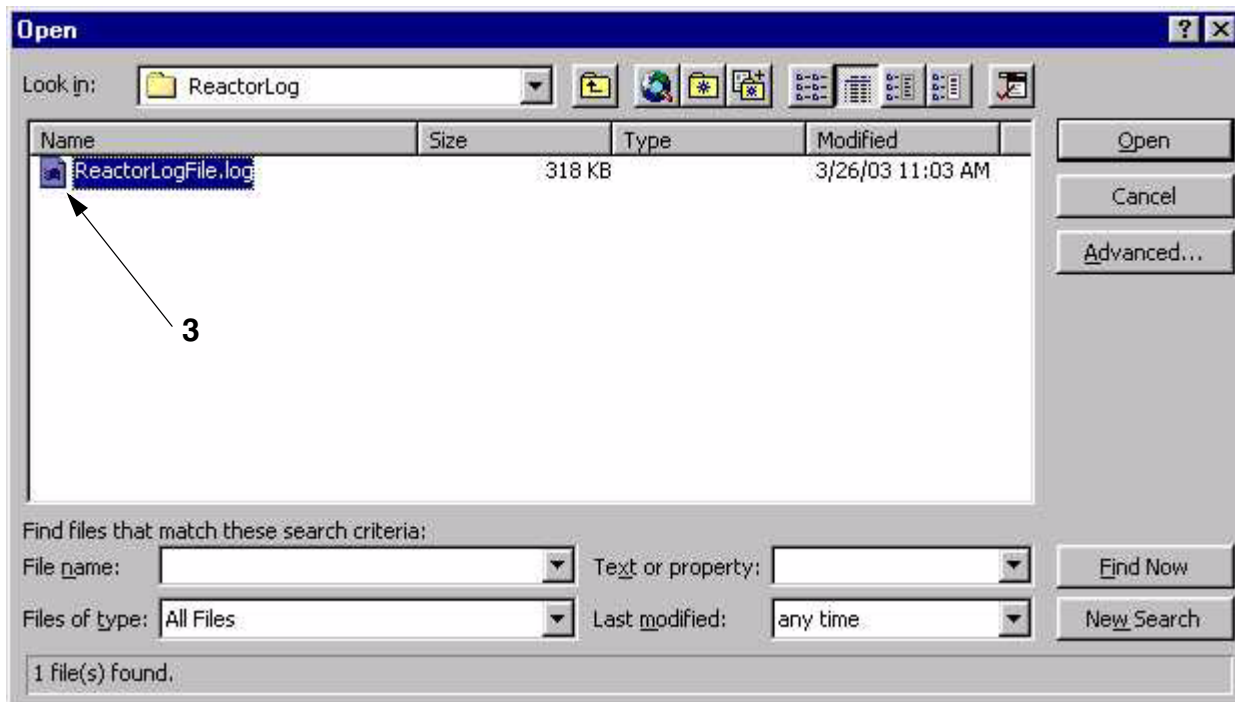 Open
Look in: ReactorLog
Name Size Type Modified
ReactorLogFile.log 318 KB 3/26/03 11:03 AM
Open
Cancel
Advanced...
3
Find files that match these search criteria:
File name: Text or property: Find Now
Files of type: All Files Last modified: any time New Search
1 file(s) found.